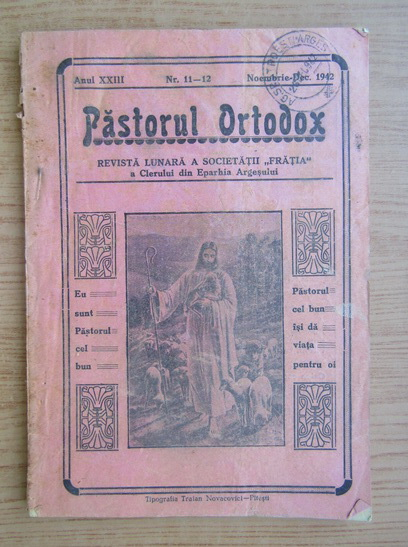 Anul XXIII Nr. 11—12 Noembrie-Dec. 1942
Păstorul Ortodox
REVISTĂ LUNARĂ A SOCIETĂȚII „FRĂȚIA“
a Clerului din Eparhia Argeșului
Eu
sunt
Păstorul
cel
bun
Păstorul
cel bun
își dă
viața
pentru oi
Tipografia Traian Novacovici—Pitești